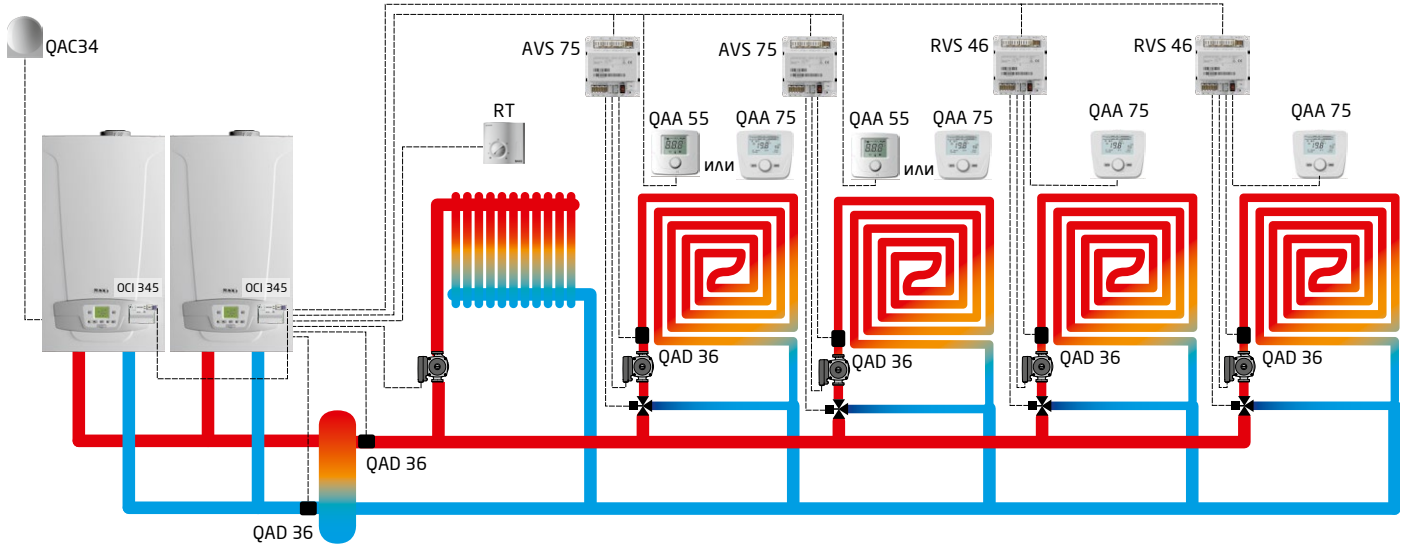 QAC34
AVS 75
AVS 75
RVS 46
RVS 46
RT
QAA 55
или
QAA 75
QAA 55
или
QAA 75
QAA 75
QAA 75
OCI 345
OCI 345
QAD 36
QAD 36
QAD 36
QAD 36
QAD 36
QAD 36